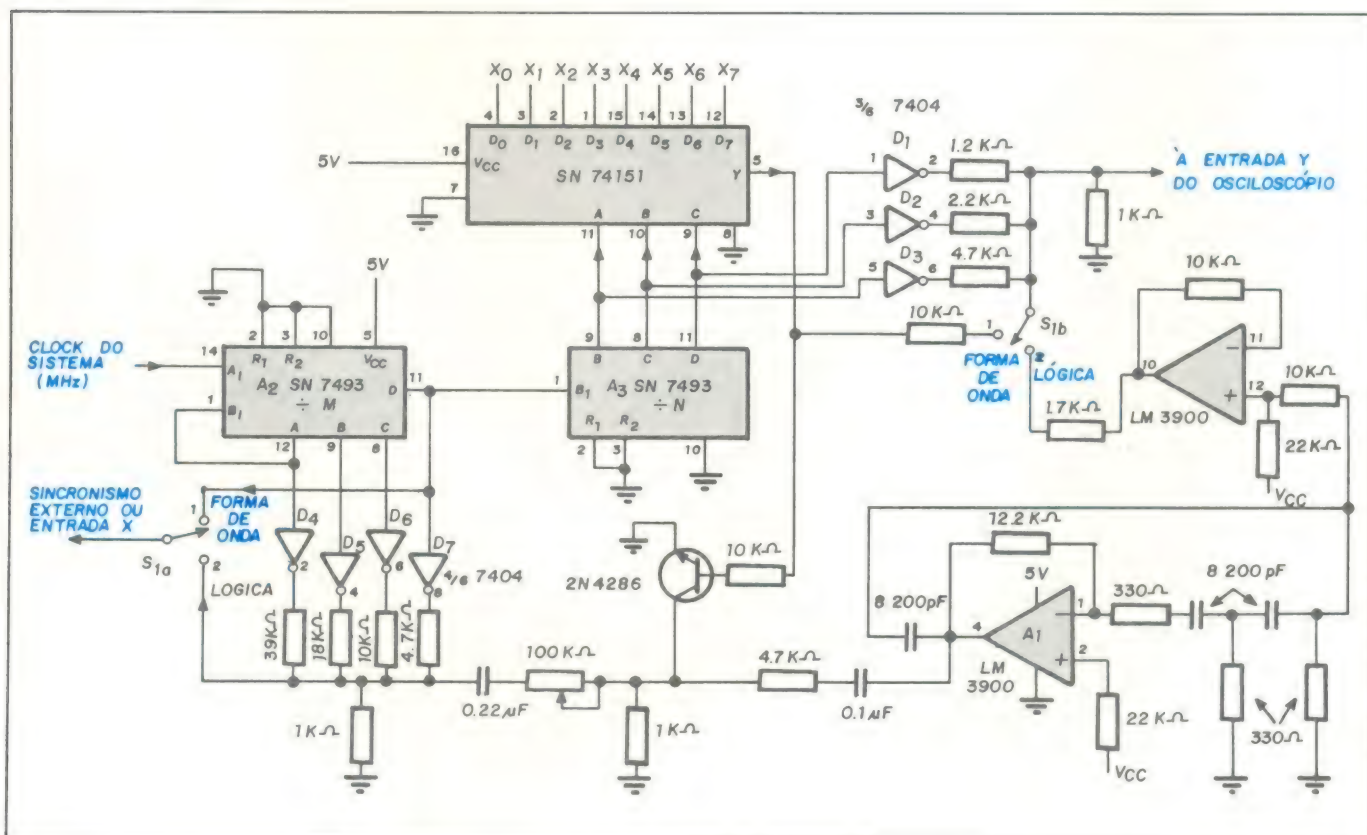 X0 X1 X2 X3 X4 X5 X6 X7
4 3 2 1 15 14 13 12
D0 D1 D2 D3 D4 D5 D6 D7
5V 16 VCC
SN 74151
Y 5
7
A B C
11 10 9 8
3/6 7404
D1
1 2
1.2 KΩ
D2
3 4
2.2 KΩ
D3
5 6
4.7 KΩ
À ENTRADA Y
DO OSCILOSCÓPIO
1 KΩ
10 KΩ
1
S1b
2
FORMA
DE
ONDA
LÓGICA
1.7 KΩ
10 KΩ
10
11
−
+
12
LM 3900
10 KΩ
22 KΩ
VCC
5V
CLOCK DO
SISTEMA
(MHz)
14
2 3 10 5
R1 R2 VCC
A1
A2 SN 7493
÷ M
D 11
1
B1
A B C
12 9 8
9 8 11
B C D
1
B1
A3 SN 7493
÷ N
R1 R2
2 3 10
SINCRONISMO
EXTERNO OU
ENTRADA X
1
FORMA
DE
ONDA
S1a
2
LOGICA
D4
2
D5
4
D6
6
D7
8
4/6 7404
39KΩ
18KΩ
10KΩ
4.7KΩ
1 KΩ
0.22 µF
100 KΩ
1 KΩ
2N 4286
10 KΩ
4.7KΩ
0.1 µF
8 200pF
12.2 KΩ
5V
4
A1
−
1
+
2
LM
3900
330Ω
8 200 pF
22 KΩ
VCC
330Ω